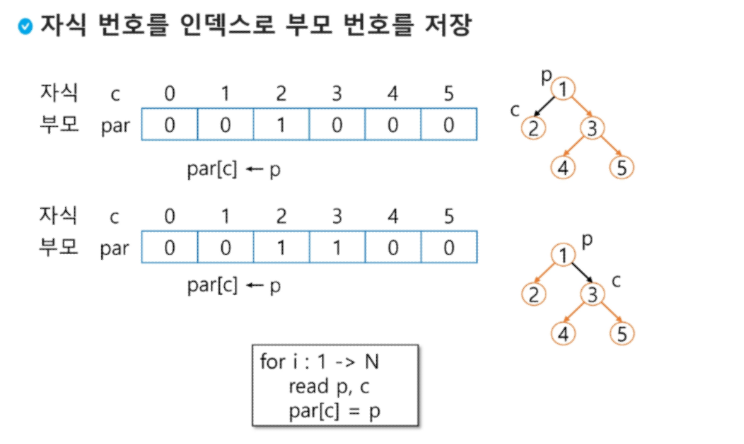 자식 번호를 인덱스로 부모 번호를 저장
자식 c 0 1 2 3 4 5
부모 par 0 0 1 0 0 0
par[c] ← p
p
1
c
2 3
4 5
자식 c 0 1 2 3 4 5
부모 par 0 0 1 1 0 0
par[c] ← p
p
1
c
2 3
4 5
for i : 1 -> N
read p, c
par[c] = p